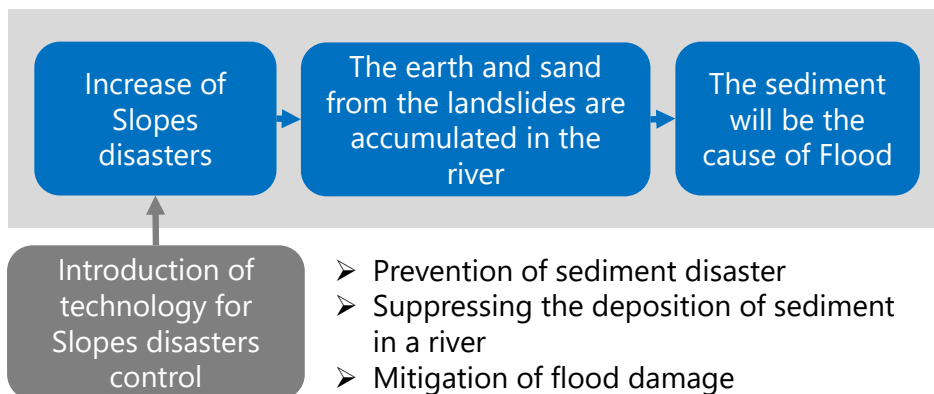 Increase of
Slopes
disasters
The earth and sand
from the landslides are
accumulated in the
river
The sediment
will be the
cause of Flood
Introduction of
technology for
Slopes disasters
control
➢ Prevention of sediment disaster
➢ Suppressing the deposition of sediment
in a river
➢ Mitigation of flood damage